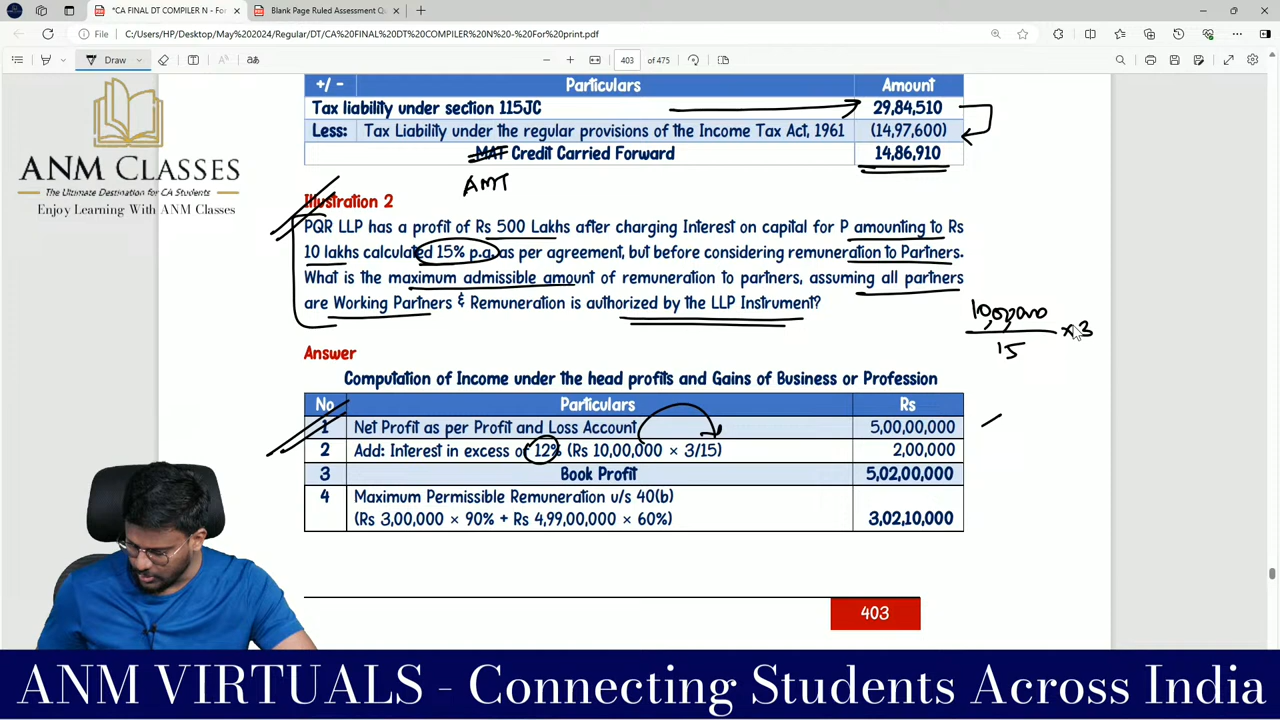 *CA FINAL DT COMPILER N - For
Blank Page Ruled Assessment
File
C:/Users/HP/Desktop/May%202024/Regular/DT/CA%20FINAL%20DT%20COMPILER%20N%20-%20For%20print.pdf
Draw
403 of 475
+/- Particulars Amount
Tax liability under section 115JC 29,84,510
Less: Tax Liability under the regular provisions of the Income Tax Act, 1961 (14,97,600)
MAT Credit Carried Forward 14,86,910
AMT
ANM CLASSES
The Ultimate Destination for CA Students
Enjoy Learning With ANM Classes
Illustration 2
PQR LLP has a profit of Rs 500 Lakhs after charging Interest on capital for P amounting to Rs
10 lakhs calculated 15% p.a. as per agreement, but before considering remuneration to Partners.
What is the maximum admissible amount of remuneration to partners, assuming all partners
are Working Partners & Remuneration is authorized by the LLP Instrument?
10,00,000
15
×3
Answer
Computation of Income under the head profits and Gains of Business or Profession
No Particulars Rs
1 Net Profit as per Profit and Loss Account 5,00,00,000
2 Add: Interest in excess of 12% (Rs 10,00,000 × 3/15) 2,00,000
3 Book Profit 5,02,00,000
4 Maximum Permissible Remuneration u/s 40(b)
(Rs 3,00,000 × 90% + Rs 4,99,00,000 × 60%) 3,02,10,000
403
ANM VIRTUALS - Connecting Students Across India